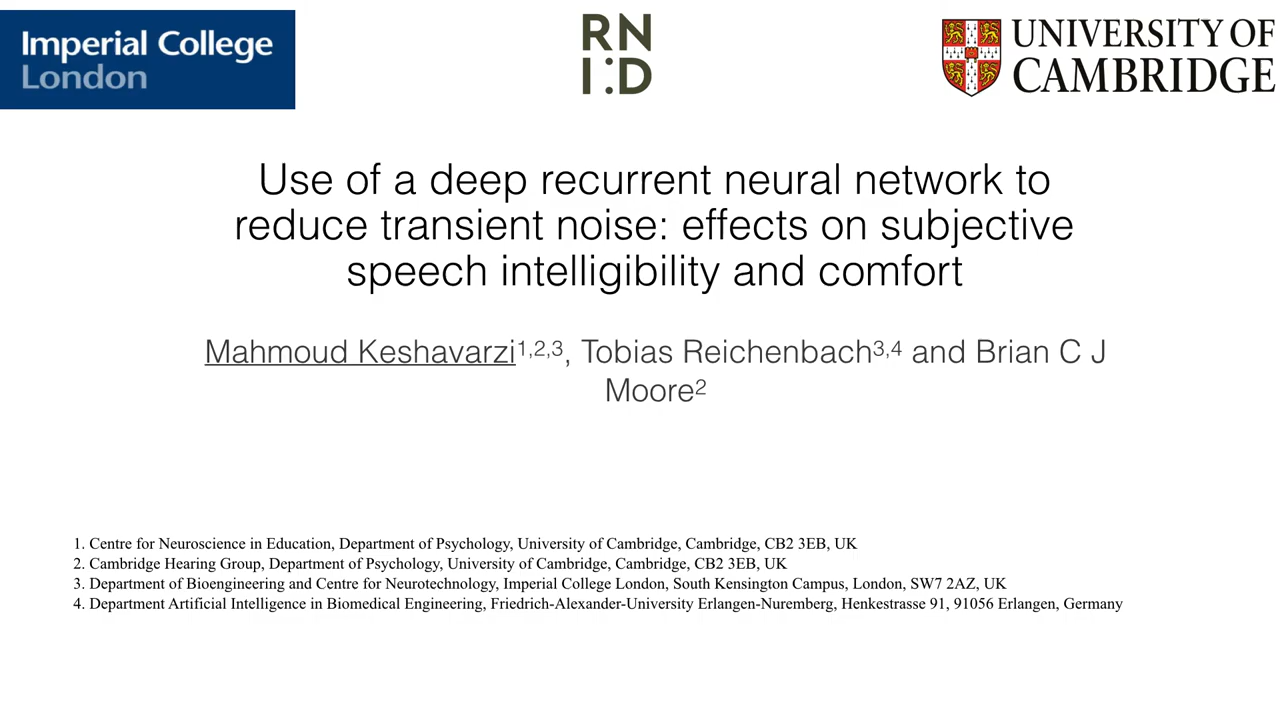 Imperial College
London
RN
I:D
UNIVERSITY OF
CAMBRIDGE
Use of a deep recurrent neural network to
reduce transient noise: effects on subjective
speech intelligibility and comfort
Mahmoud Keshavarzi1,2,3, Tobias Reichenbach3,4 and Brian C J
Moore2
1. Centre for Neuroscience in Education, Department of Psychology, University of Cambridge, Cambridge, CB2 3EB, UK
2. Cambridge Hearing Group, Department of Psychology, University of Cambridge, Cambridge, CB2 3EB, UK
3. Department of Bioengineering and Centre for Neurotechnology, Imperial College London, South Kensington Campus, London, SW7 2AZ, UK
4. Department Artificial Intelligence in Biomedical Engineering, Friedrich-Alexander-University Erlangen-Nuremberg, Henkestrasse 91, 91056 Erlangen, Germany